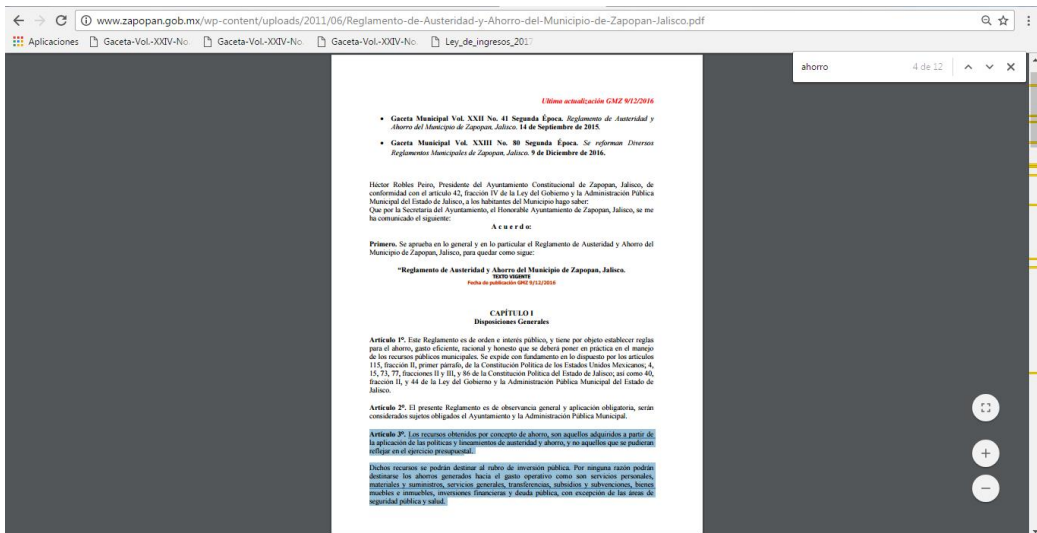 www.zapopan.gob.mx/wp-content/uploads/2011/06/Reglamento-de-Austeridad-y-Ahorro-del-Municipio-de-Zapopan-Jalisco.pdf
Aplicaciones Gaceta-Vol.-XXIV-No. Gaceta-Vol.-XXIV-No. Gaceta-Vol.-XXIV-No. Ley_de_ingresos_2017
ahorro 4 de 12
Ultima actualización GMZ 9/12/2016
• Gaceta Municipal Vol. XXII No. 41 Segunda Época. Reglamento de Austeridad y
Ahorro del Municipio de Zapopan, Jalisco. 14 de Septiembre de 2015.
• Gaceta Municipal Vol. XXIII No. 80 Segunda Época. Se reforman Diversos
Reglamentos Municipales de Zapopan, Jalisco. 9 de Diciembre de 2016.
Héctor Robles Peiro, Presidente del Ayuntamiento Constitucional de Zapopan, Jalisco, de
conformidad con el artículo 42, fracción IV de la Ley del Gobierno y la Administración Pública
Municipal del Estado de Jalisco, a los habitantes del Municipio hago saber:
Que por la Secretaría del Ayuntamiento, el Honorable Ayuntamiento de Zapopan, Jalisco, se me
ha comunicado el siguiente:
A c u e r d o:
Primero. Se aprueba en lo general y en lo particular el Reglamento de Austeridad y Ahorro del
Municipio de Zapopan, Jalisco, para quedar como sigue:
“Reglamento de Austeridad y Ahorro del Municipio de Zapopan, Jalisco.
TEXTO VIGENTE
Fecha de publicación GMZ 9/12/2016
CAPÍTULO I
Disposiciones Generales
Artículo 1º. Este Reglamento es de orden e interés público, y tiene por objeto establecer reglas
para el ahorro, gasto eficiente, racional y honesto que se deberá poner en práctica en el manejo
de los recursos públicos municipales. Se expide con fundamento en lo dispuesto por los artículos
115, fracción II, primer párrafo, de la Constitución Política de los Estados Unidos Mexicanos; 4,
15, 73, 77, fracciones II y III, y 86 de la Constitución Política del Estado de Jalisco; así como 40,
fracción II, y 44 de la Ley del Gobierno y la Administración Pública Municipal del Estado de
Jalisco.
Artículo 2º. El presente Reglamento es de observancia general y aplicación obligatoria, serán
considerados sujetos obligados el Ayuntamiento y la Administración Pública Municipal.
Artículo 3º. Los recursos obtenidos por concepto de ahorro, son aquellos adquiridos a partir de
la aplicación de las políticas y lineamientos de austeridad y ahorro, y no aquellos que se pudieran
reflejar en el ejercicio presupuestal.
Dichos recursos se podrán destinar al rubro de inversión pública. Por ninguna razón podrán
destinarse los ahorros generados hacia el gasto operativo como son servicios personales,
materiales y suministros, servicios generales, transferencias, subsidios y subvenciones, bienes
muebles e inmuebles, inversiones financieras y deuda pública, con excepción de las áreas de
seguridad pública y salud.